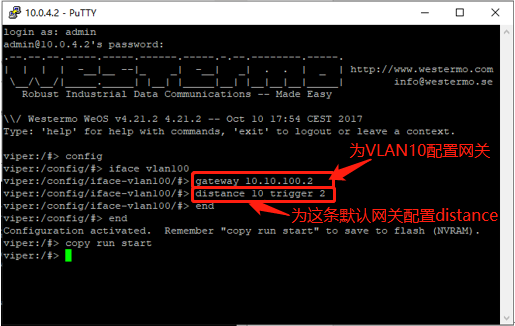 10.0.4.2 - PuTTY
login as: admin
admin@10.0.4.2's password:
http://www.westermo.com
info@westermo.se
Robust Industrial Data Communications -- Made Easy
\\/ Westermo WeOS v4.21.2 4.21.2 -- Oct 10 17:54 CEST 2017
Type: 'help' for help with commands, 'exit' to logout or leave a context.
viper:/#> config
viper:/config/#> iface vlan100
viper:/config/iface-vlan100/#> gateway 10.10.100.2
为VLAN10配置网关
viper:/config/iface-vlan100/#> distance 10 trigger 2
viper:/config/iface-vlan100/#> end
为这条默认网关配置distance
viper:/config/#> end
Configuration activated.  Remember "copy run start" to save to flash (NVRAM).
viper:/#> copy run start
viper:/#>